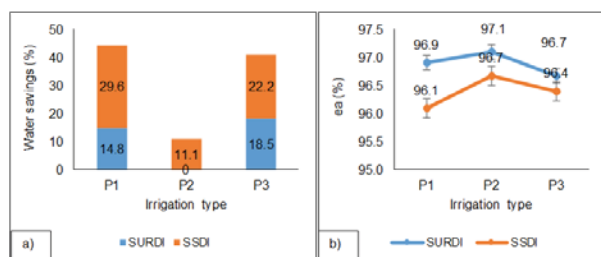 50
40
30
20
10
0
Water savings (%)
29.6
14.8
11.1
0
22.2
18.5
P1 P2 P3
Irrigation type
a)
SURDI SSDI
97.5
97.0
96.5
96.0
95.5
95.0
ea (%)
96.9
97.1
96.7
96.1
96.7
96.4
P1 P2 P3
Irrigation type
b)
SURDI SSDI